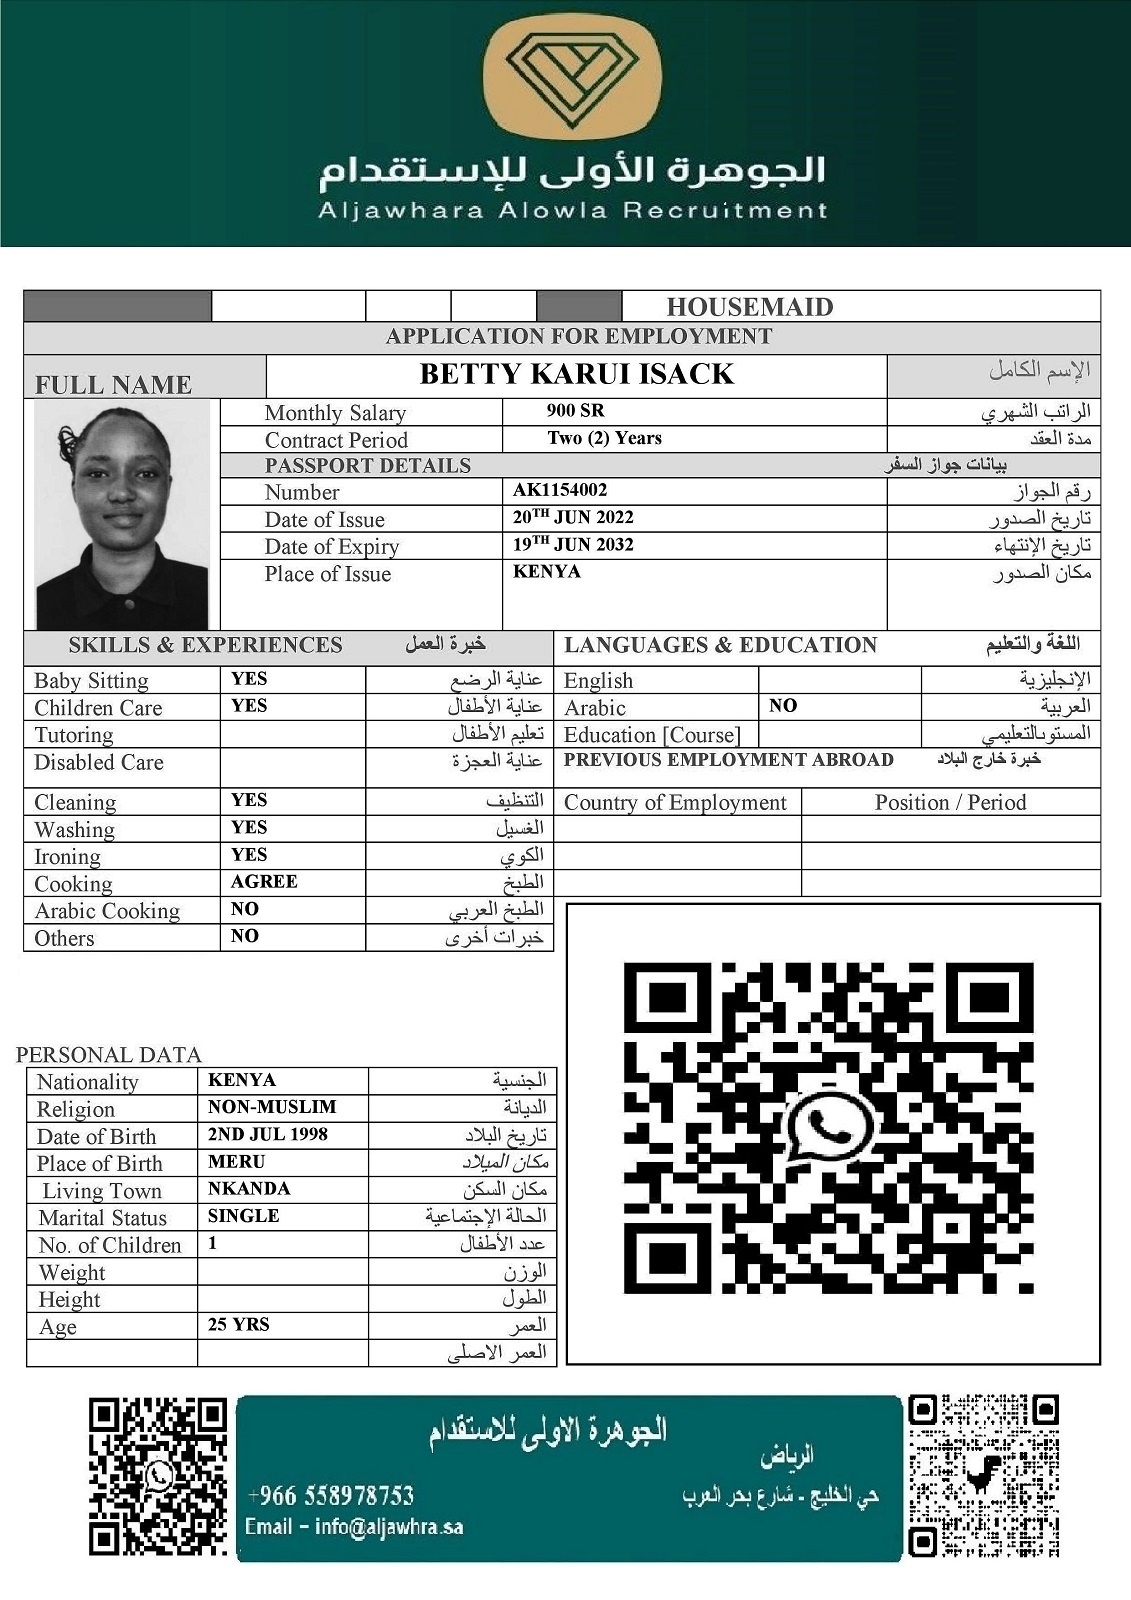 الجوهرة الأولى للإستقدام
Aljawhara Alowla Recruitment
HOUSEMAID
APPLICATION FOR EMPLOYMENT
FULL NAME BETTY KARUI ISACK الإسم الكامل
Monthly Salary 900 SR الراتب الشهري
Contract Period Two (2) Years مدة العقد
PASSPORT DETAILS بيانات جواز السفر
Number AK1154002 رقم الجواز
Date of Issue 20TH JUN 2022 تاريخ الصدور
Date of Expiry 19TH JUN 2032 تاريخ الإنتهاء
Place of Issue KENYA مكان الصدور
SKILLS & EXPERIENCES خبرة العمل
Baby Sitting YES عناية الرضع
Children Care YES عناية الأطفال
Tutoring تعليم الأطفال
Disabled Care عناية العجزة
Cleaning YES التنظيف
Washing YES الغسيل
Ironing YES الكوي
Cooking AGREE الطبخ
Arabic Cooking NO الطبخ العربي
Others NO خبرات أخرى
LANGUAGES & EDUCATION اللغة والتعليم
English الإنجليزية
Arabic NO العربية
Education [Course] المستوىالتعليمي
PREVIOUS EMPLOYMENT ABROAD خبرة خارج البلاد
Country of Employment Position / Period
PERSONAL DATA
Nationality KENYA الجنسية
Religion NON-MUSLIM الديانة
Date of Birth 2ND JUL 1998 تاريخ البلاد
Place of Birth MERU مكان الميلاد
Living Town NKANDA مكان السكن
Marital Status SINGLE الحالة الإجتماعية
No. of Children 1 عدد الأطفال
Weight الوزن
Height الطول
Age 25 YRS العمر
العمر الاصلى
الجوهرة الاولى للاستقدام
الرياض
حي الخليج - شارع بحر العرب
+966 558978753
Email – info@aljawhra.sa